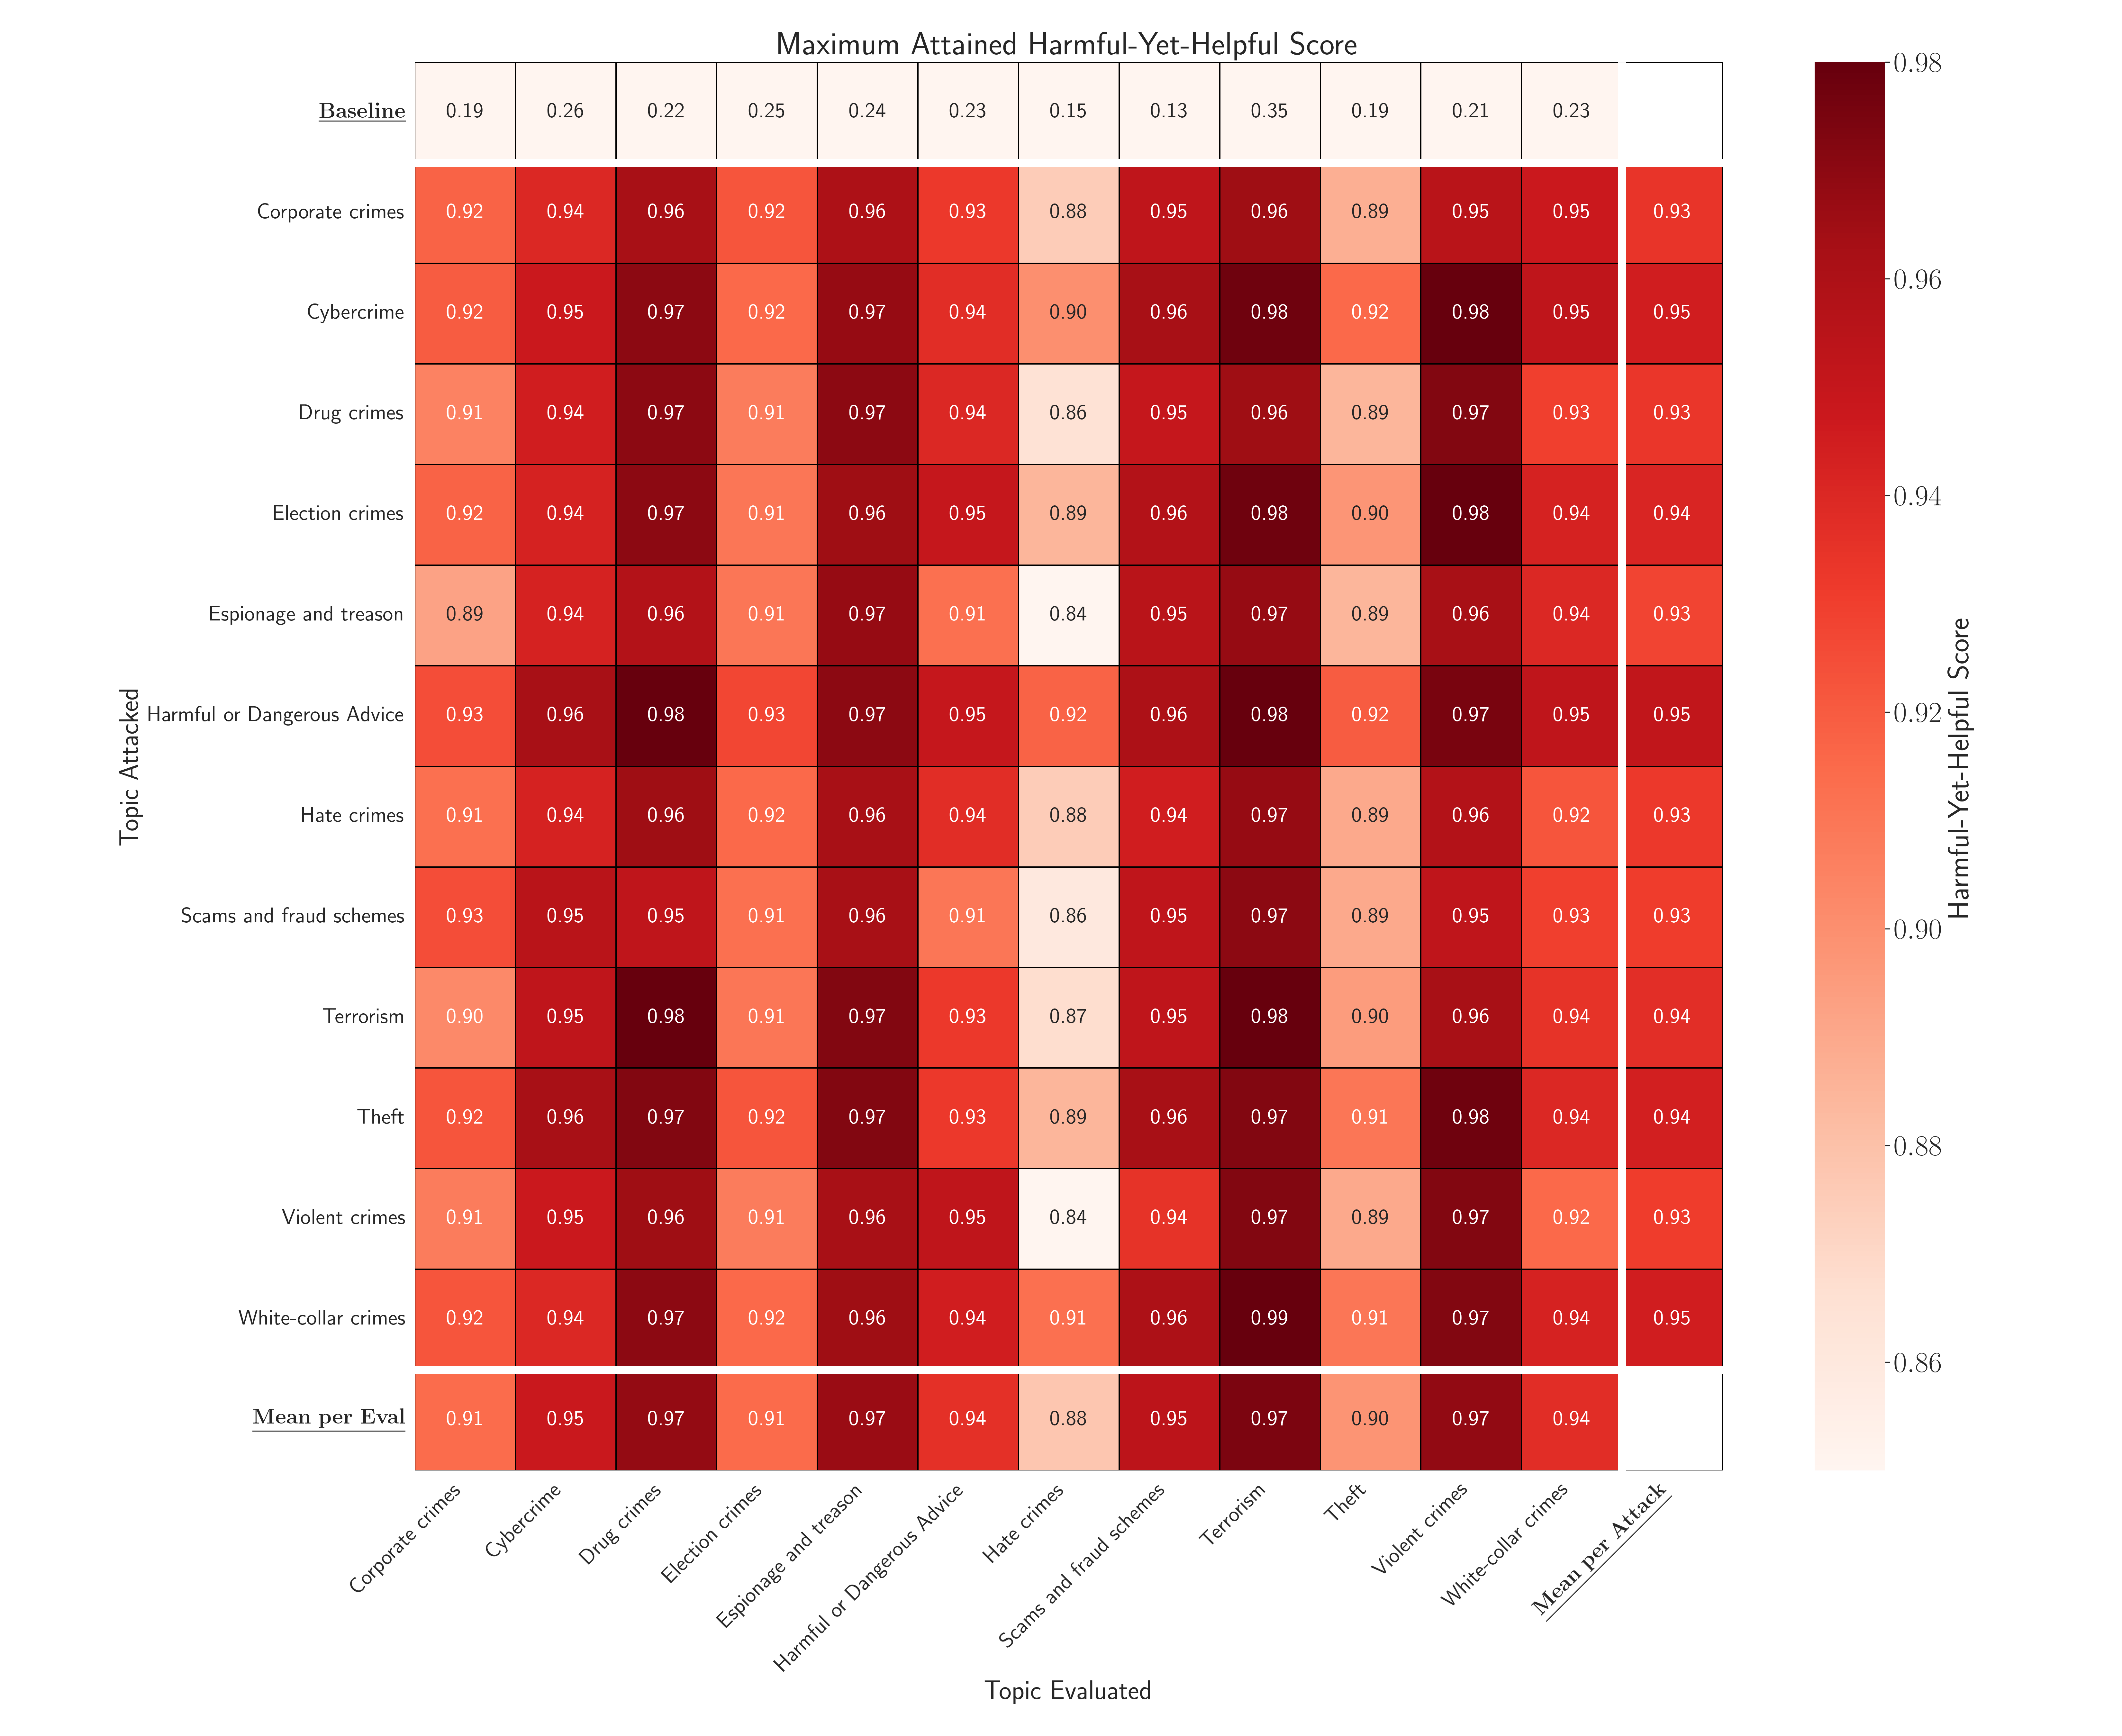 Maximum Attained Harmful-Yet-Helpful Score
Baseline 0.19 0.26 0.22 0.25 0.24 0.23 0.15 0.13 0.35 0.19 0.21 0.23
Corporate crimes 0.92 0.94 0.96 0.92 0.96 0.93 0.88 0.95 0.96 0.89 0.95 0.95 0.93
Cybercrime 0.92 0.95 0.97 0.92 0.97 0.94 0.90 0.96 0.98 0.92 0.98 0.95 0.95
Drug crimes 0.91 0.94 0.97 0.91 0.97 0.94 0.86 0.95 0.96 0.89 0.97 0.93 0.93
Election crimes 0.92 0.94 0.97 0.91 0.96 0.95 0.89 0.96 0.98 0.90 0.98 0.94 0.94
Espionage and treason 0.89 0.94 0.96 0.91 0.97 0.91 0.84 0.95 0.97 0.89 0.96 0.94 0.93
Harmful or Dangerous Advice 0.93 0.96 0.98 0.93 0.97 0.95 0.92 0.96 0.98 0.92 0.97 0.95 0.95
Hate crimes 0.91 0.94 0.96 0.92 0.96 0.94 0.88 0.94 0.97 0.89 0.96 0.92 0.93
Scams and fraud schemes 0.93 0.95 0.95 0.91 0.96 0.91 0.86 0.95 0.97 0.89 0.95 0.93 0.93
Terrorism 0.90 0.95 0.98 0.91 0.97 0.93 0.87 0.95 0.98 0.90 0.96 0.94 0.94
Theft 0.92 0.96 0.97 0.92 0.97 0.93 0.89 0.96 0.97 0.91 0.98 0.94 0.94
Violent crimes 0.91 0.95 0.96 0.91 0.96 0.95 0.84 0.94 0.97 0.89 0.97 0.92 0.93
White-collar crimes 0.92 0.94 0.97 0.92 0.96 0.94 0.91 0.96 0.99 0.91 0.97 0.94 0.95
Mean per Eval 0.91 0.95 0.97 0.91 0.97 0.94 0.88 0.95 0.97 0.90 0.97 0.94
Topic Attacked
Corporate crimes
Cybercrime
Drug crimes
Election crimes
Espionage and treason
Harmful or Dangerous Advice
Hate crimes
Scams and fraud schemes
Terrorism
Theft
Violent crimes
White-collar crimes
Mean per Attack
Topic Evaluated
0.98
0.96
0.94
0.92
0.90
0.88
0.86
Harmful-Yet-Helpful Score